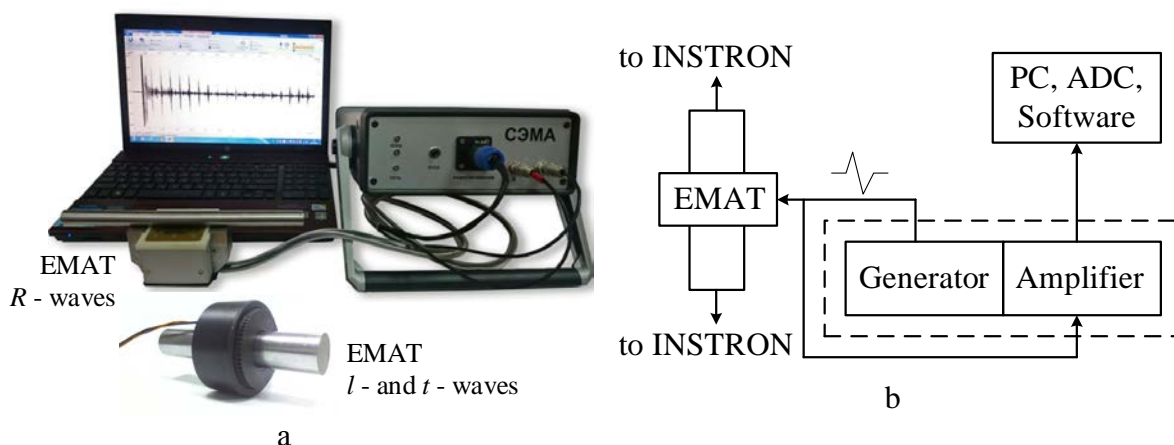 СЭМА
EMAT
R - waves
EMAT
l - and t - waves
a
to INSTRON
EMAT
to INSTRON
PC, ADC,
Software
Generator
Amplifier
b